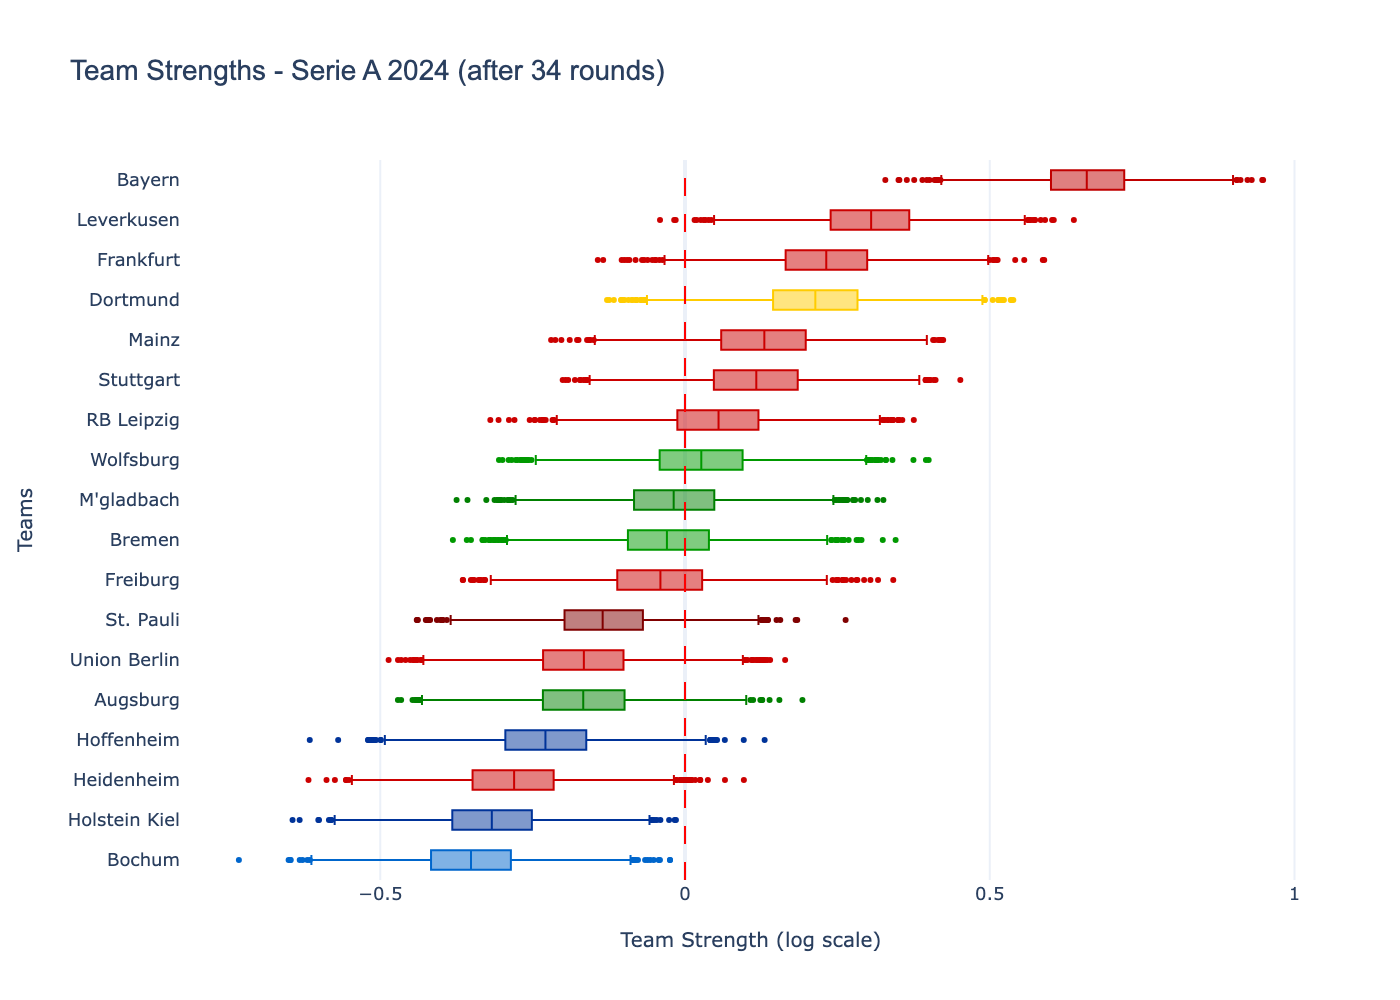 Team Strengths - Serie A 2024 (after 34 rounds)
Teams
Bayern
Leverkusen
Frankfurt
Dortmund
Mainz
Stuttgart
RB Leipzig
Wolfsburg
M'gladbach
Bremen
Freiburg
St. Pauli
Union Berlin
Augsburg
Hoffenheim
Heidenheim
Holstein Kiel
Bochum
−0.5 0 0.5 1
Team Strength (log scale)